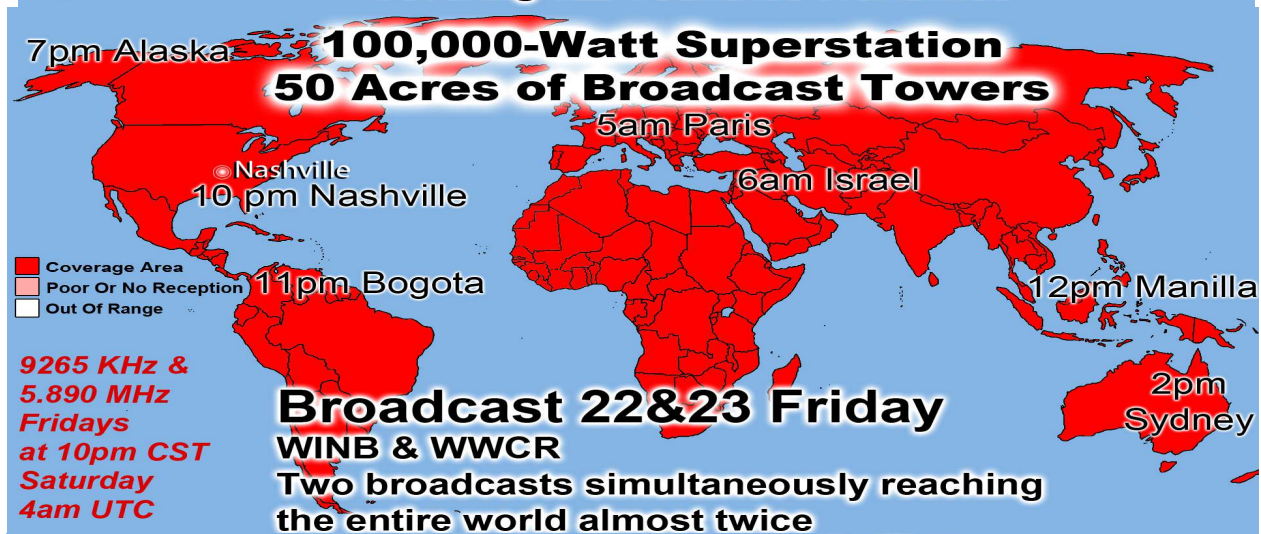 100,000-Watt Superstation
50 Acres of Broadcast Towers
7pm Alaska
5am Paris
6am Israel
Nashville
10 pm Nashville
11pm Bogota
12pm Manilla
2pm
Sydney
Coverage Area
Poor Or No Reception
Out Of Range
9265 KHz &
5.890 MHz
Fridays
at 10pm CST
Saturday
4am UTC
Broadcast 22&23 Friday
WINB & WWCR
Two broadcasts simultaneously reaching
the entire world almost twice